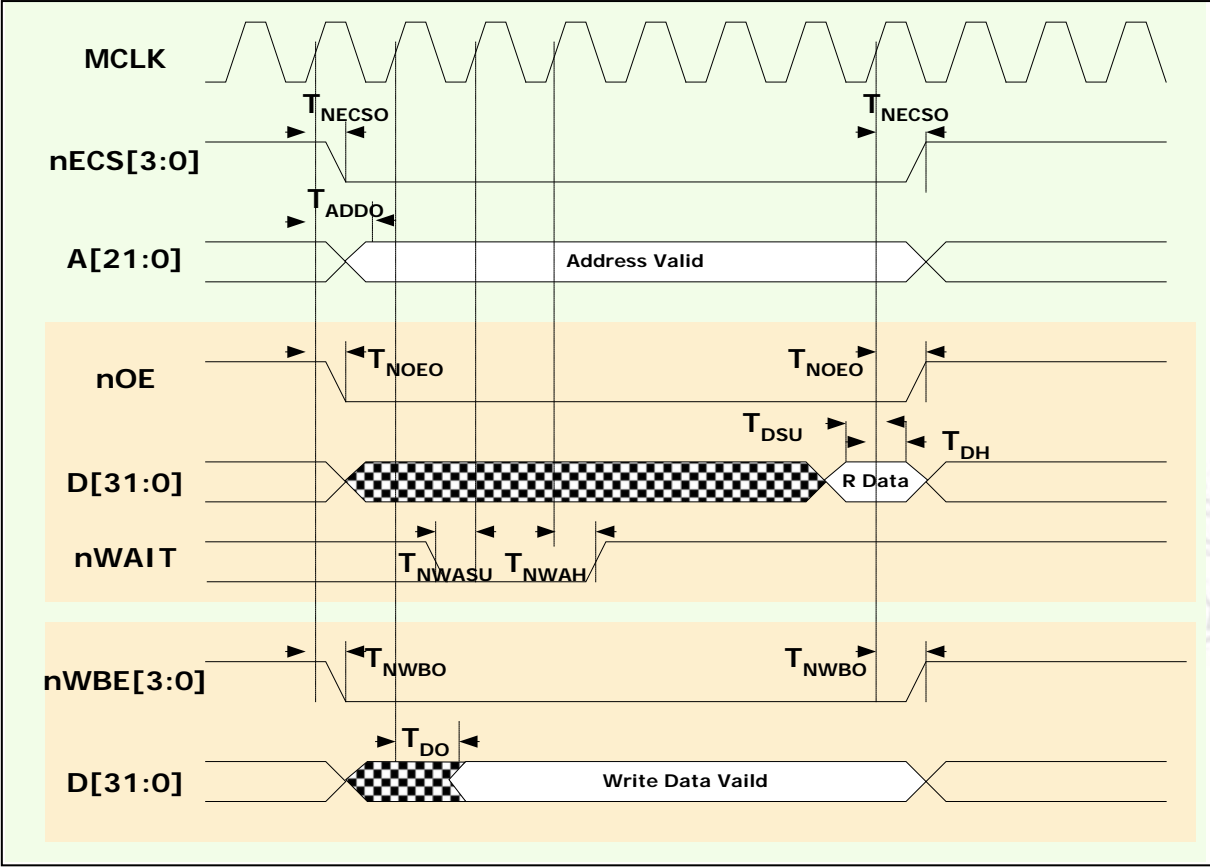 MCLK
TNECSO TNECSO
nECS[3:0]
TADDO
A[21:0] Address Valid
nOE TNOEO TNOEO
TDSU TDH
D[31:0] R Data
nWAIT TNWASU TNWAH
nWBE[3:0] TNWBO TNWBO
TDO
D[31:0] Write Data Vaild